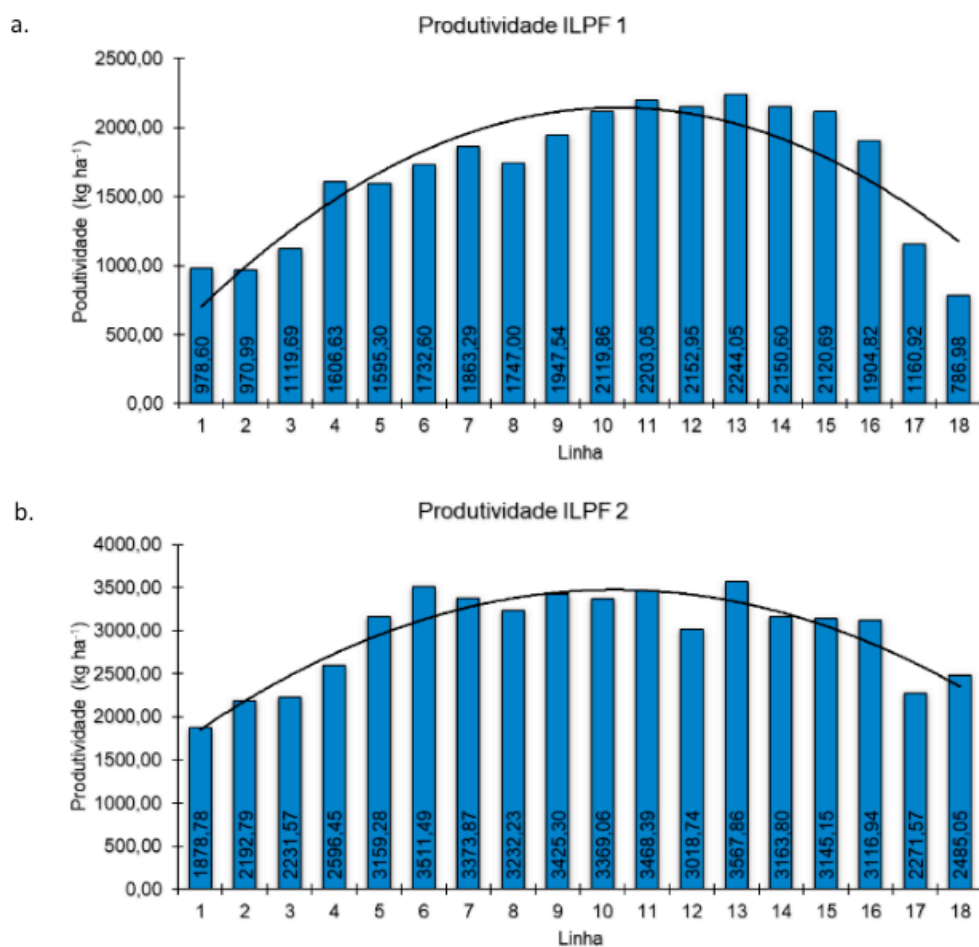 a.
Produtividade ILPF 1
Podutividade (kg ha⁻¹)
2500,00
2000,00
1500,00
1000,00
500,00
0,00
978,60 970,99 1119,69 1606,63 1595,30 1732,60 1863,29 1747,00 1947,54 2119,86 2203,05 2152,95 2244,05 2150,60 2120,69 1904,82 1160,92 786,98
1 2 3 4 5 6 7 8 9 10 11 12 13 14 15 16 17 18
Linha
b.
Produtividade ILPF 2
Produtividade (kg ha⁻¹)
4000,00
3500,00
3000,00
2500,00
2000,00
1500,00
1000,00
500,00
0,00
1878,78 2192,79 2231,57 2596,45 3159,28 3511,49 3373,87 3232,23 3425,30 3369,06 3468,39 3018,74 3567,86 3163,80 3145,15 3116,94 2271,57 2485,05
1 2 3 4 5 6 7 8 9 10 11 12 13 14 15 16 17 18
Linha